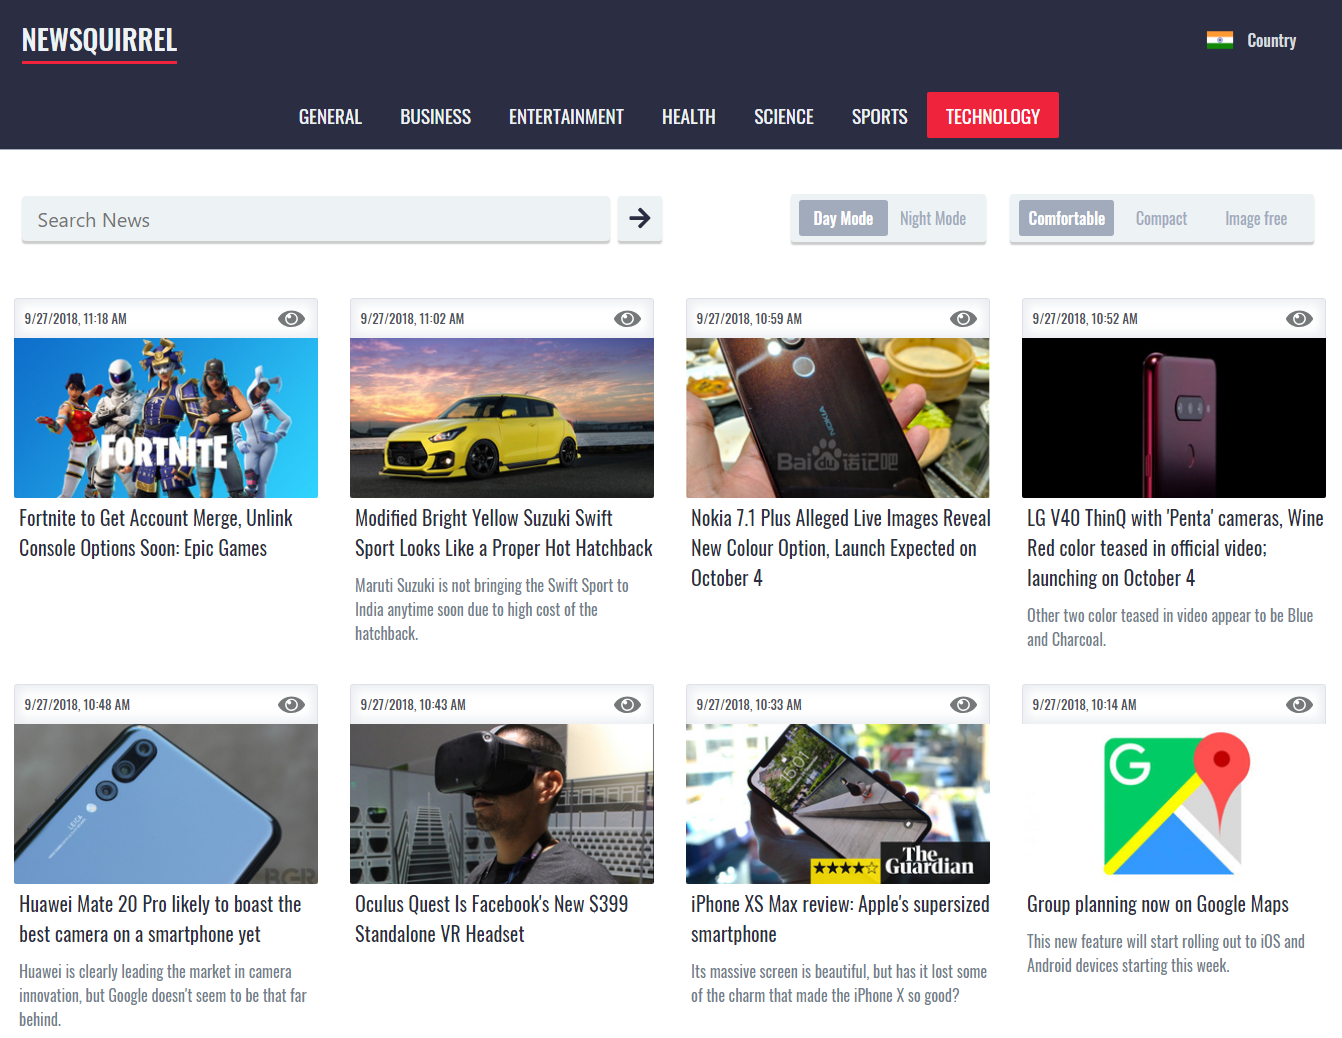 NEWSQUIRREL
Country
GENERAL BUSINESS ENTERTAINMENT HEALTH SCIENCE SPORTS TECHNOLOGY
Search News
Day Mode Night Mode
Comfortable Compact Image free
9/27/2018, 11:18 AM
FORTNITE
Fortnite to Get Account Merge, Unlink
Console Options Soon: Epic Games
9/27/2018, 11:02 AM
Modified Bright Yellow Suzuki Swift
Sport Looks Like a Proper Hot Hatchback
Maruti Suzuki is not bringing the Swift Sport to
India anytime soon due to high cost of the
hatchback.
9/27/2018, 10:59 AM
NOKIA
Baidu 诺记吧
Nokia 7.1 Plus Alleged Live Images Reveal
New Colour Option, Launch Expected on
October 4
9/27/2018, 10:52 AM
LG V40 ThinQ with 'Penta' cameras, Wine
Red color teased in official video;
launching on October 4
Other two color teased in video appear to be Blue
and Charcoal.
9/27/2018, 10:48 AM
LEICA
BGR
Huawei Mate 20 Pro likely to boast the
best camera on a smartphone yet
Huawei is clearly leading the market in camera
innovation, but Google doesn't seem to be that far
behind.
9/27/2018, 10:43 AM
Oculus Quest Is Facebook's New $399
Standalone VR Headset
9/27/2018, 10:33 AM
15:01
The
Guardian
iPhone XS Max review: Apple's supersized
smartphone
Its massive screen is beautiful, but has it lost some
of the charm that made the iPhone X so good?
9/27/2018, 10:14 AM
G
Group planning now on Google Maps
This new feature will start rolling out to iOS and
Android devices starting this week.